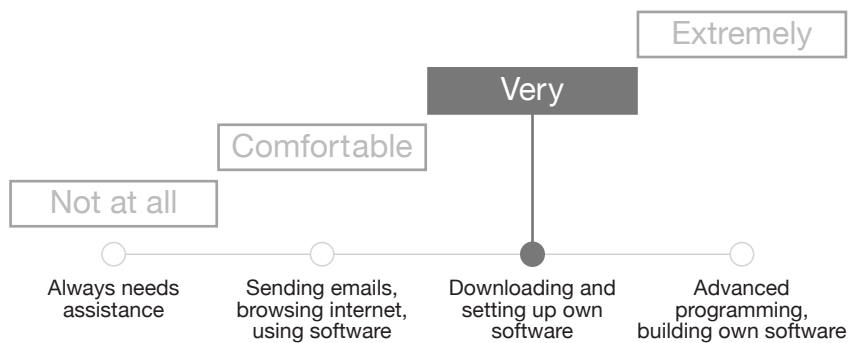 Extremely
Very
Comfortable
Not at all
Always needs
assistance
Sending emails,
browsing internet,
using software
Downloading and
setting up own
software
Advanced
programming,
building own software